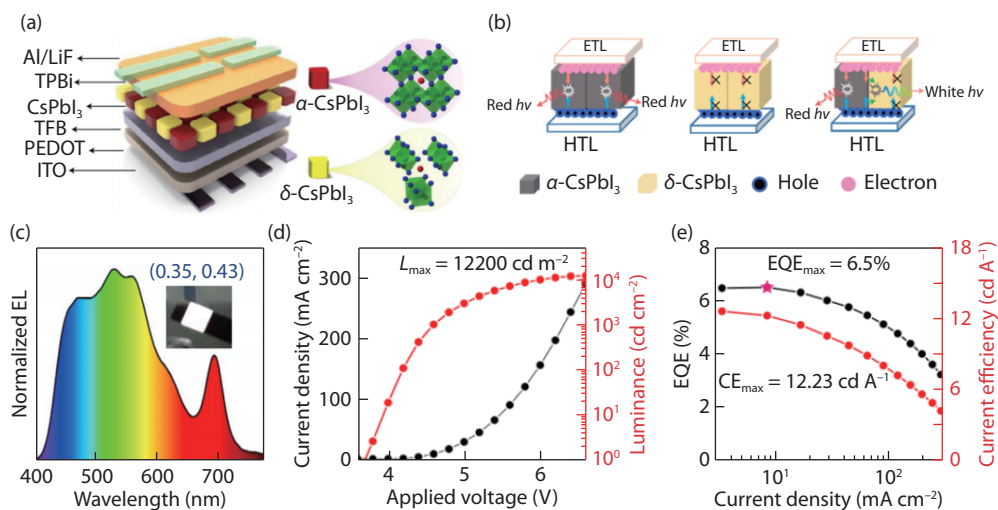 (a)
Al/LiF
TPBi
CsPbI₃
TFB
PEDOT
ITO
α-CsPbI₃
δ-CsPbI₃
(b)
ETL
ETL
ETL
Red hv
Red hv
Red hv
White hv
HTL
HTL
HTL
α-CsPbI₃
δ-CsPbI₃
Hole
Electron
(c)
(0.35, 0.43)
Normalized EL
400
500
600
700
Wavelength (nm)
(d)
Lmax = 12200 cd m⁻²
Current density (mA cm⁻²)
300
200
100
0
4
5
6
Applied voltage (V)
10⁴
10³
10²
10¹
10⁰
Luminance (cd cm⁻²)
(e)
EQEmax = 6.5%
CEmax = 12.23 cd A⁻¹
EQE (%)
8
6
4
2
0
10¹
10²
Current density (mA cm⁻²)
18
12
6
0
Current efficiency (cd A⁻¹)